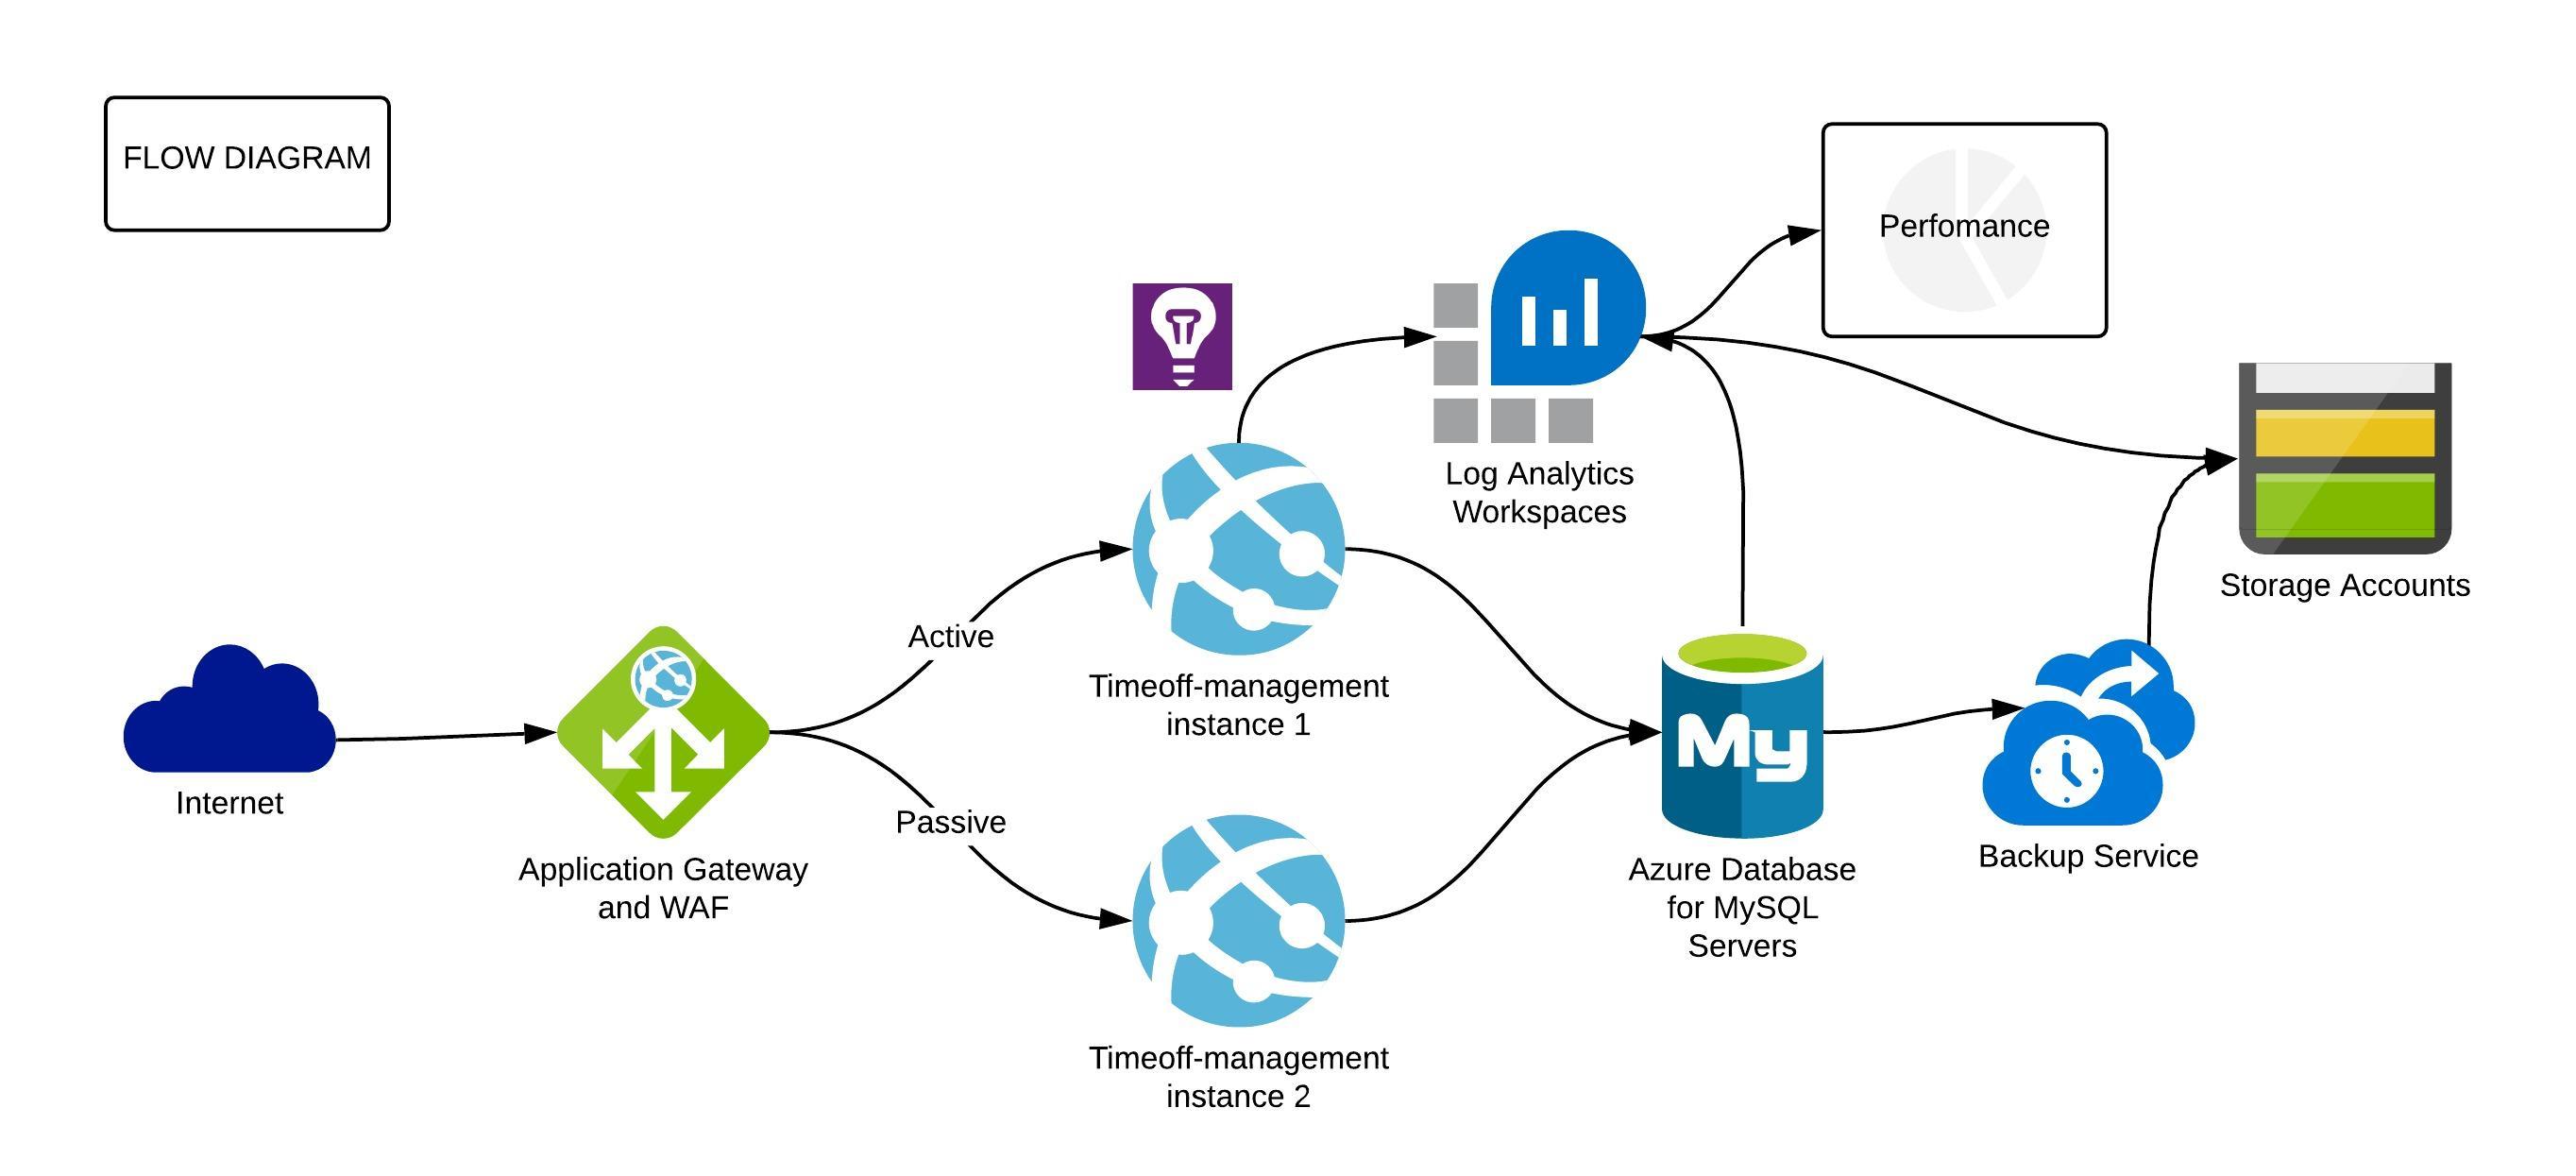 FLOW DIAGRAM
Perfomance
Log Analytics
Workspaces
Storage Accounts
Active
Timeoff-management
instance 1
My
Internet
Passive
Application Gateway
and WAF
Azure Database
for MySQL
Servers
Backup Service
Timeoff-management
instance 2